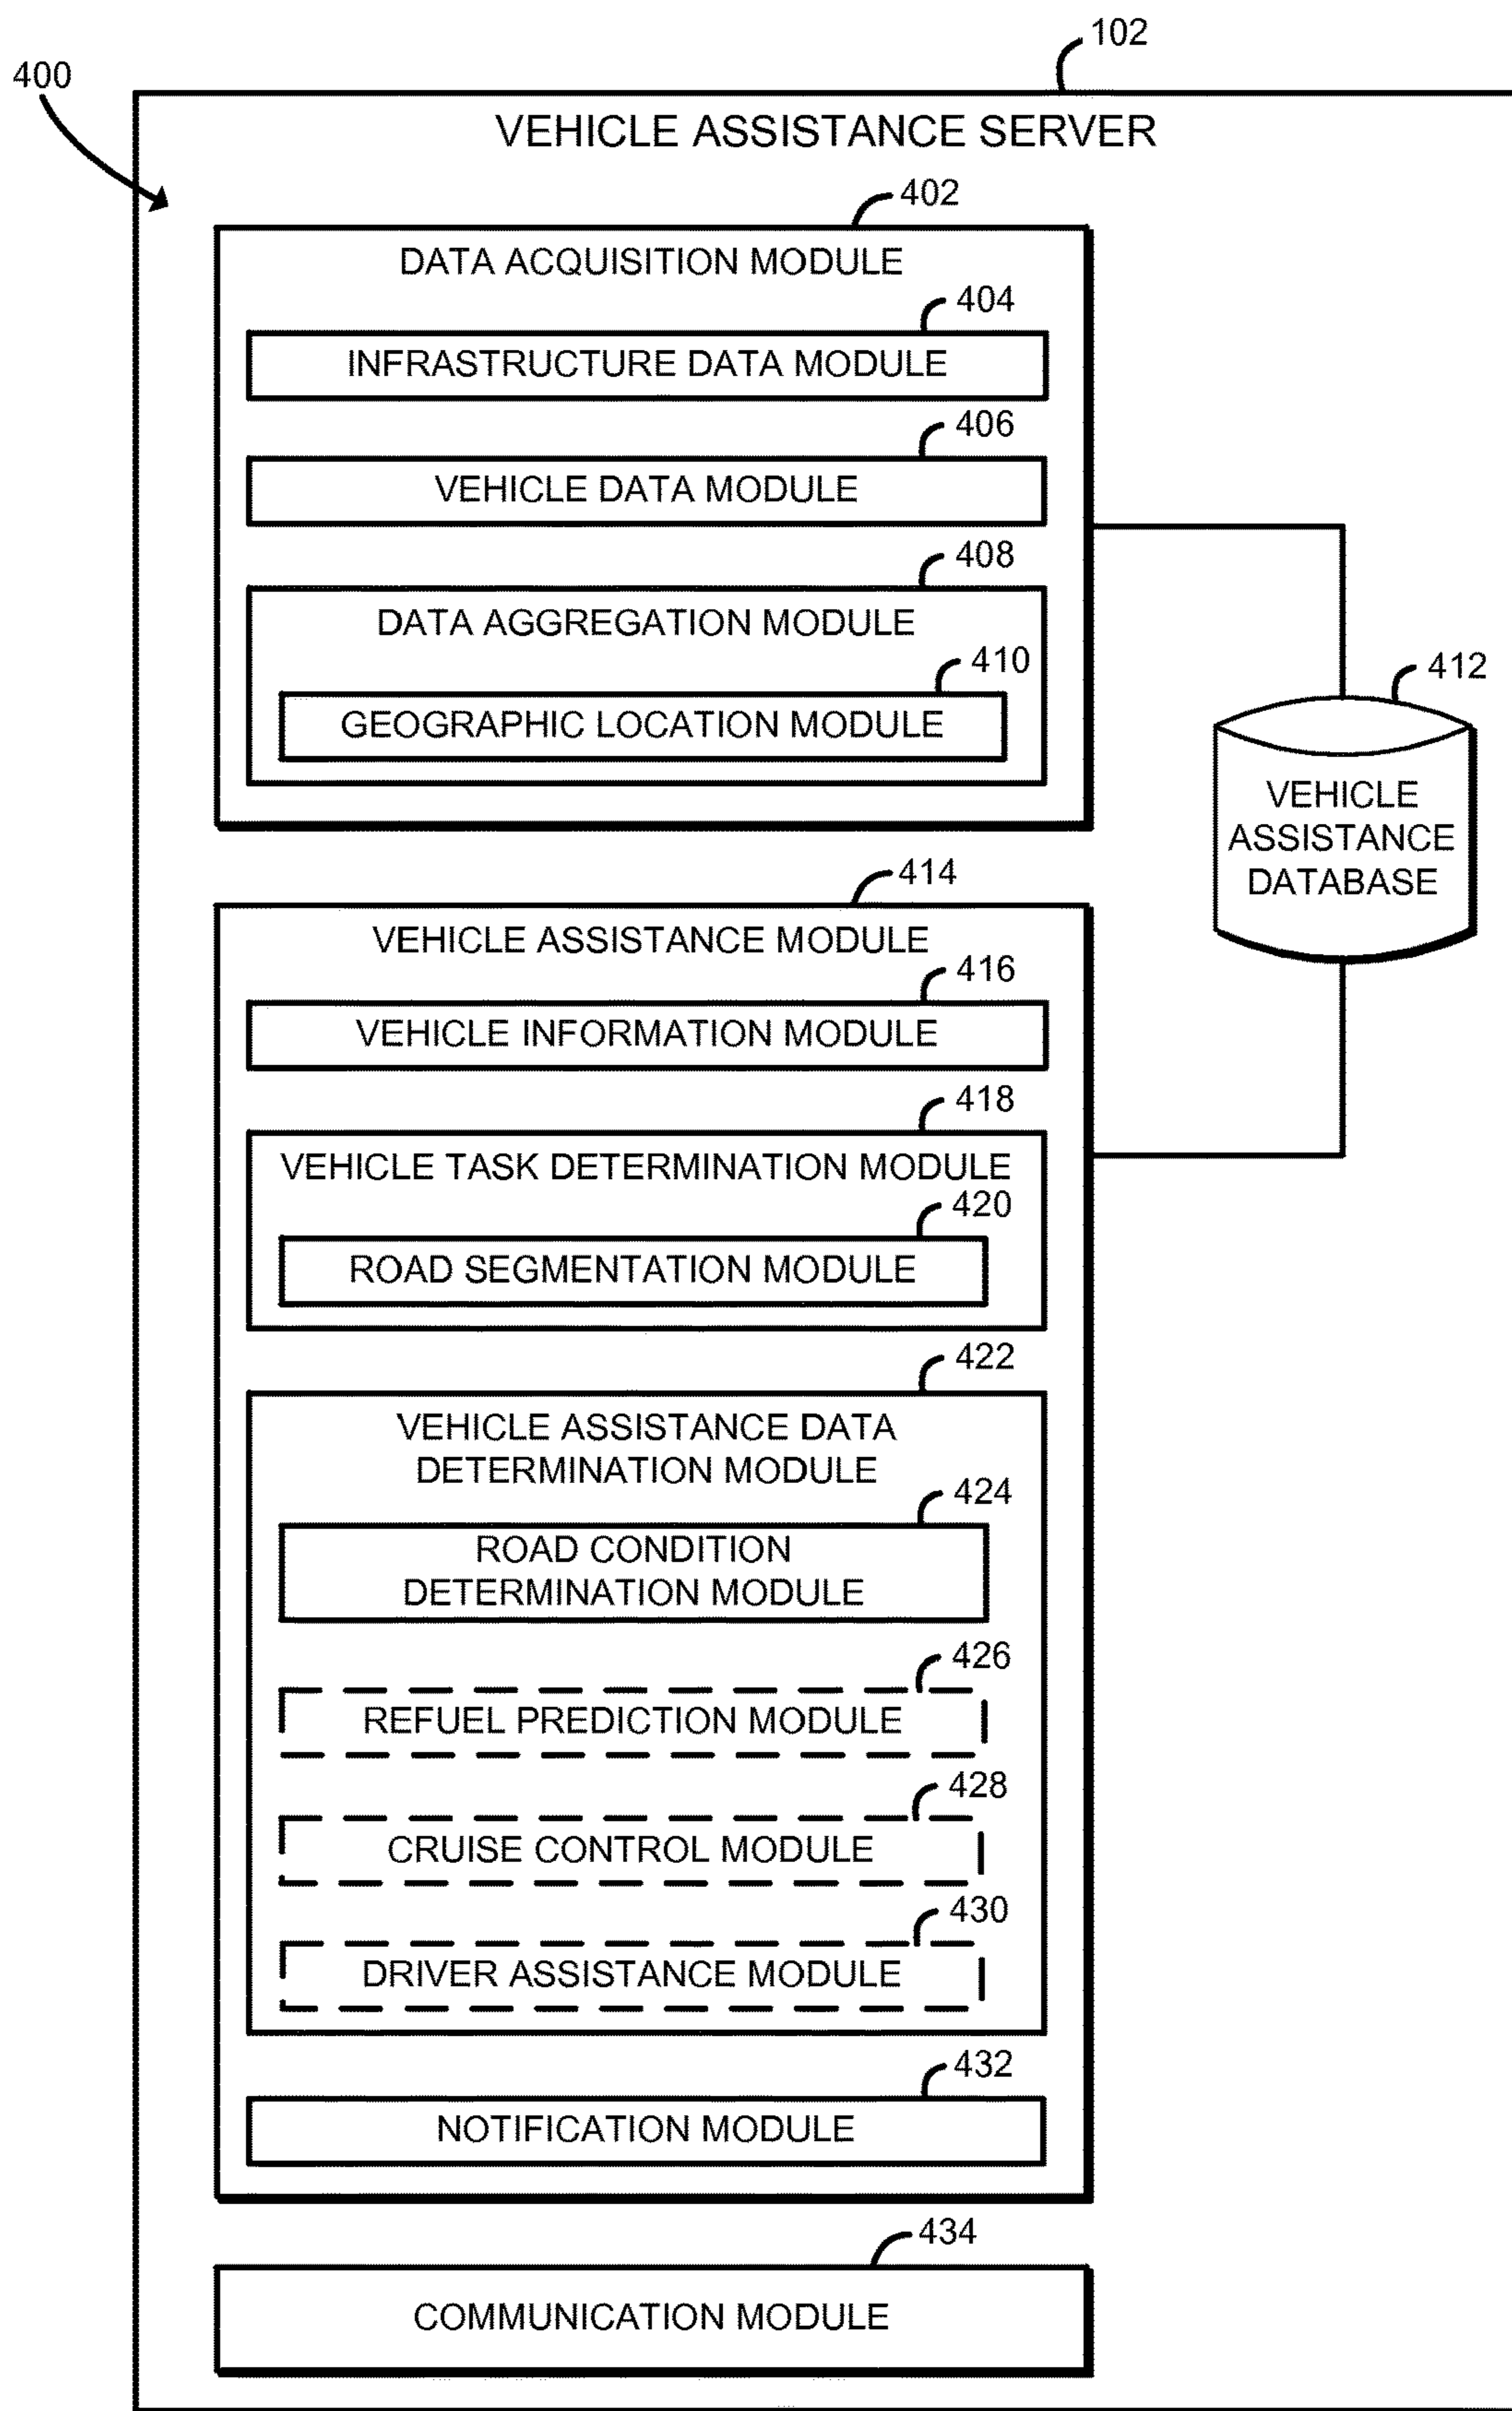 102
400
VEHICLE ASSISTANCE SERVER
402
DATA ACQUISITION MODULE
404
INFRASTRUCTURE DATA MODULE
406
VEHICLE DATA MODULE
408
DATA AGGREGATION MODULE
410
GEOGRAPHIC LOCATION MODULE
412
VEHICLE
ASSISTANCE
DATABASE
414
VEHICLE ASSISTANCE MODULE
416
VEHICLE INFORMATION MODULE
418
VEHICLE TASK DETERMINATION MODULE
420
ROAD SEGMENTATION MODULE
422
VEHICLE ASSISTANCE DATA
DETERMINATION MODULE
424
ROAD CONDITION
DETERMINATION MODULE
426
REFUEL PREDICTION MODULE
428
CRUISE CONTROL MODULE
430
DRIVER ASSISTANCE MODULE
432
NOTIFICATION MODULE
434
COMMUNICATION MODULE